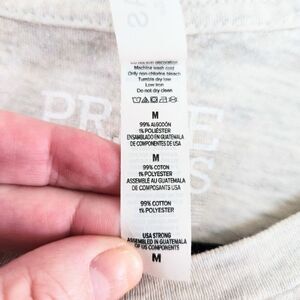 S
Machine wash cold
Only non-chlorine bleach
Tumble dry low
Low iron
Do not dry clean
M
99% ALGODÓN
1% POLIÉSTER
ENSAMBLADO EN GUATEMALA
DE COMPONENTES DE USA
M
99% COTON
1% POLYESTER
ASSEMBLÉ AU GUATEMALA
DE COMPOSANTS USA
99% COTTON
1% POLYESTER
USA STRONG
ASSEMBLED IN GUATEMALA
OF US COMPONENTS
M